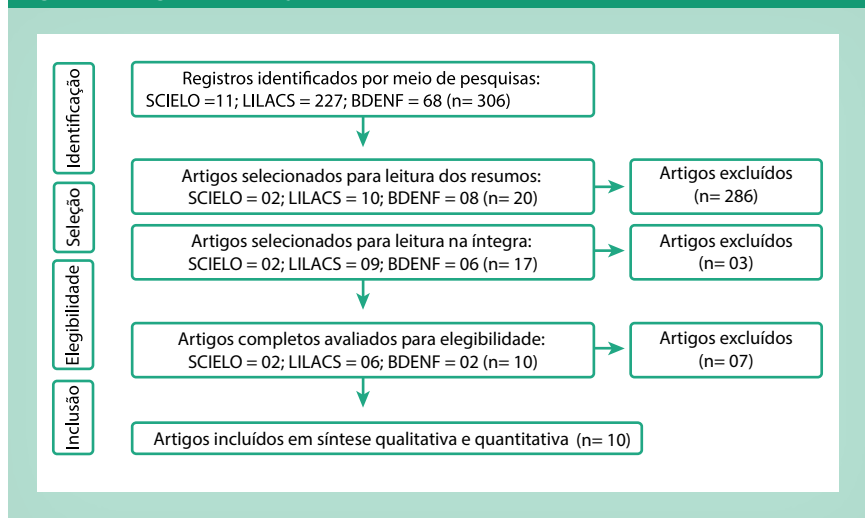 Identificação
Registros identificados por meio de pesquisas:
SCIELO =11; LILACS = 227; BDENF = 68 (n= 306)
Seleção
Artigos selecionados para leitura dos resumos:
SCIELO = 02; LILACS = 10; BDENF = 08 (n= 20)
Artigos excluídos
(n= 286)
Artigos selecionados para leitura na íntegra:
SCIELO = 02; LILACS = 09; BDENF = 06 (n= 17)
Artigos excluídos
(n= 03)
Elegibilidade
Artigos completos avaliados para elegibilidade:
SCIELO = 02; LILACS = 06; BDENF = 02 (n= 10)
Artigos excluídos
(n= 07)
Inclusão
Artigos incluídos em síntese qualitativa e quantitativa (n= 10)